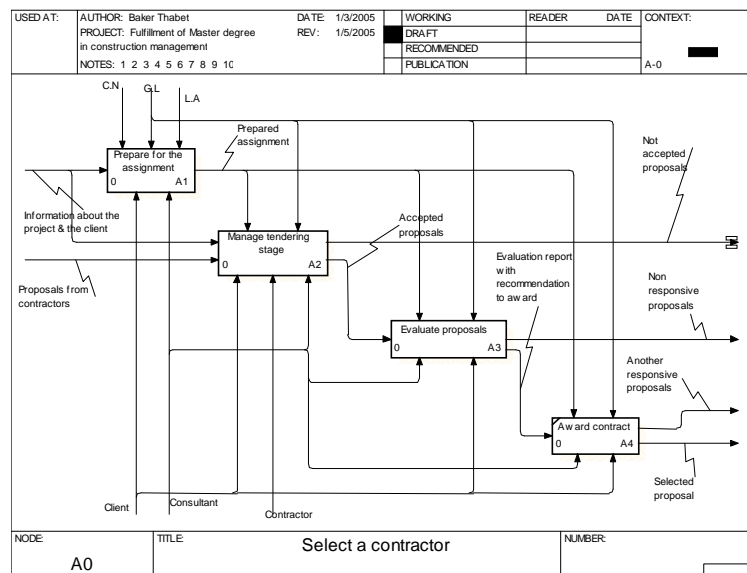 USED AT:
AUTHOR: Baker Thabet
DATE: 1/3/2005
PROJECT: Fulfillment of Master degree
in construction management
REV: 1/5/2005
NOTES: 1 2 3 4 5 6 7 8 9 10
WORKING
DRAFT
RECOMMENDED
PUBLICATION
READER
DATE
CONTEXT:
A-0
C.N
G.L
L.A
Prepare for the
assignment
0
A1
Prepared
assignment
Not
accepted
proposals
Information about the
project & the client
Manage tendering
stage
0
A2
Accepted
proposals
Proposals from
contractors
Evaluation report
with
recommendation
to award
Non
responsive
proposals
Evaluate proposals
0
A3
Another
responsive
proposals
Award contract
0
A4
Selected
proposal
Client
Consultant
Contractor
NODE:
A0
TITLE:
Select a contractor
NUMBER: